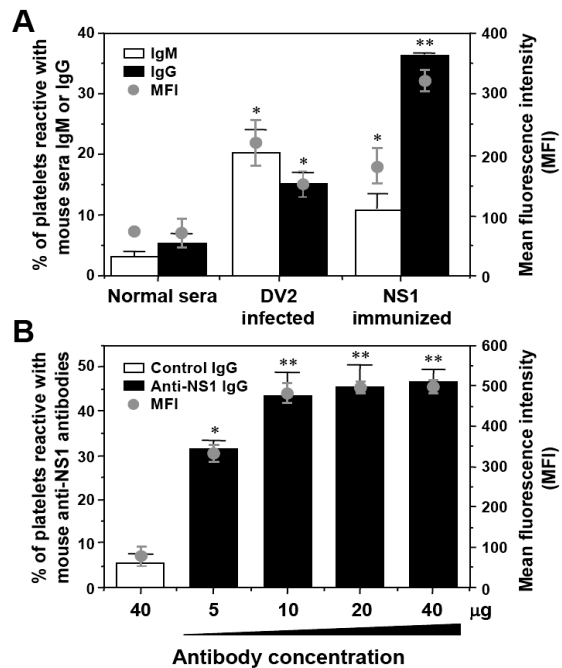 A
% of platelets reactive with
mouse sera IgM or IgG
40
30
20
10
0
IgM
IgG
MFI
*
*
*
**
400
300
200
100
0
Mean fluorescence intensity
(MFI)
Normal sera
DV2
infected
NS1
immunized
B
% of platelets reactive with
mouse anti-NS1 antibodies
50
40
30
20
10
0
Control IgG
Anti-NS1 IgG
MFI
*
**
**
**
600
500
400
300
200
100
0
Mean fluorescence intensity
(MFI)
40 5 10 20 40 μg
Antibody concentration